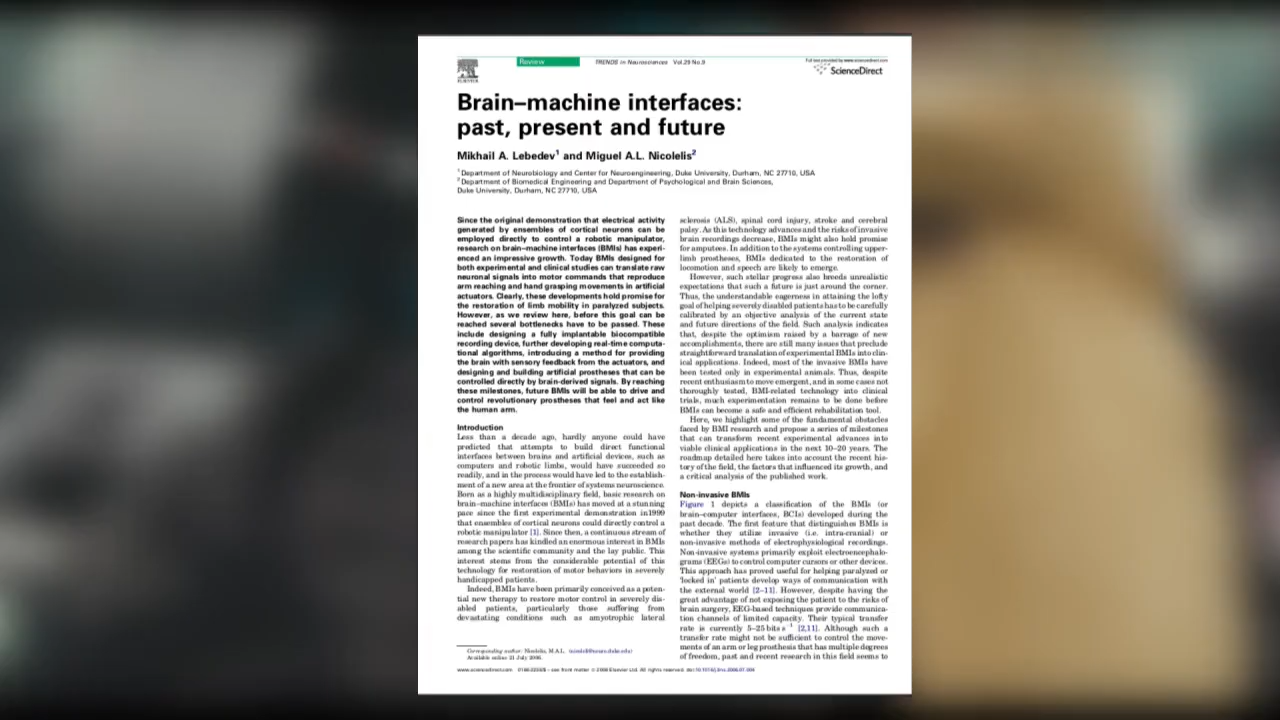 Review
TRENDS in Neurosciences Vol.29 No.9
Full text provided by www.sciencedirect.com
ELSEVIER
ScienceDirect
Brain–machine interfaces:
past, present and future
Mikhail A. Lebedev1 and Miguel A.L. Nicolelis2
1 Department of Neurobiology and Center for Neuroengineering, Duke University, Durham, NC 27710, USA
2 Department of Biomedical Engineering and Department of Psychological and Brain Sciences,
Duke University, Durham, NC 27710, USA
Since the original demonstration that electrical activity
generated by ensembles of cortical neurons can be
employed directly to control a robotic manipulator,
research on brain–machine interfaces (BMIs) has experi-
enced an impressive growth. Today BMIs designed for
both experimental and clinical studies can translate raw
neuronal signals into motor commands that reproduce
arm reaching and hand grasping movements in artificial
actuators. Clearly, these developments hold promise for
the restoration of limb mobility in paralyzed subjects.
However, as we review here, before this goal can be
reached several bottlenecks have to be passed. These
include designing a fully implantable biocompatible
recording device, further developing real-time computa-
tional algorithms, introducing a method for providing
the brain with sensory feedback from the actuators, and
designing and building artificial prostheses that can be
controlled directly by brain-derived signals. By reaching
these milestones, future BMIs will be able to drive and
control revolutionary prostheses that feel and act like
the human arm.
Introduction
Less than a decade ago, hardly anyone could have
predicted that attempts to build direct functional
interfaces between brains and artificial devices, such as
computers and robotic limbs, would have succeeded so
readily, and in the process would have led to the establish-
ment of a new area at the frontier of systems neuroscience.
Born as a highly multidisciplinary field, basic research on
brain–machine interfaces (BMIs) has moved at a stunning
pace since the first experimental demonstration in 1999
that ensembles of cortical neurons could directly control a
robotic manipulator [1]. Since then, a continuous stream of
research papers has kindled an enormous interest in BMIs
among the scientific community and the lay public. This
interest stems from the considerable potential of this
technology for restoration of motor behaviors in severely
handicapped patients.
Indeed, BMIs have been primarily conceived as a poten-
tial new therapy to restore motor control in severely dis-
abled patients, particularly those suffering from
devastating conditions such as amyotrophic lateral
Corresponding author: Nicolelis, M.A.L. (nicoleli@neuro.duke.edu)
Available online 21 July 2006.
sclerosis (ALS), spinal cord injury, stroke and cerebral
palsy. As this technology advances and the risks of invasive
brain recordings decrease, BMIs might also hold promise
for amputees. In addition to the systems controlling upper-
limb prostheses, BMIs dedicated to the restoration of
locomotion and speech are likely to emerge.
However, such stellar progress also breeds unrealistic
expectations that such a future is just around the corner.
Thus, the understandable eagerness in attaining the lofty
goal of helping severely disabled patients has to be carefully
calibrated by an objective analysis of the current state
and future directions of the field. Such analysis indicates
that, despite the optimism raised by a barrage of new
accomplishments, there are still many issues that preclude
straightforward translation of experimental BMIs into clin-
ical applications. Indeed, most of the invasive BMIs have
been tested only in experimental animals. Thus, despite
recent enthusiasm to move emergent, and in some cases not
thoroughly tested, BMI-related technology into clinical
trials, much experimentation remains to be done before
BMIs can become a safe and efficient rehabilitation tool.
Here, we highlight some of the fundamental obstacles
faced by BMI research and propose a series of milestones
that can transform recent experimental advances into
viable clinical applications in the next 10–20 years. The
roadmap detailed here takes into account the recent his-
tory of the field, the factors that influenced its growth, and
a critical analysis of the published work.
Non-invasive BMIs
Figure 1 depicts a classification of the BMIs (or
brain–computer interfaces, BCIs) developed during the
past decade. The first feature that distinguishes BMIs is
whether they utilize invasive (i.e. intra-cranial) or
non-invasive methods of electrophysiological recordings.
Non-invasive systems primarily exploit electroencephalo-
grams (EEGs) to control computer cursors or other devices.
This approach has proved useful for helping paralyzed or
'locked in' patients develop ways of communication with
the external world [2–11]. However, despite having the
great advantage of not exposing the patient to the risks of
brain surgery, EEG-based techniques provide communica-
tion channels of limited capacity. Their typical transfer
rate is currently 5–25 bits s−1 [2,11]. Although such a
transfer rate might not be sufficient to control the move-
ments of an arm or leg prosthesis that has multiple degrees
of freedom, past and recent research in this field seems to
www.sciencedirect.com 0166-2236/$ – see front matter © 2006 Elsevier Ltd. All rights reserved. doi:10.1016/j.tins.2006.07.004